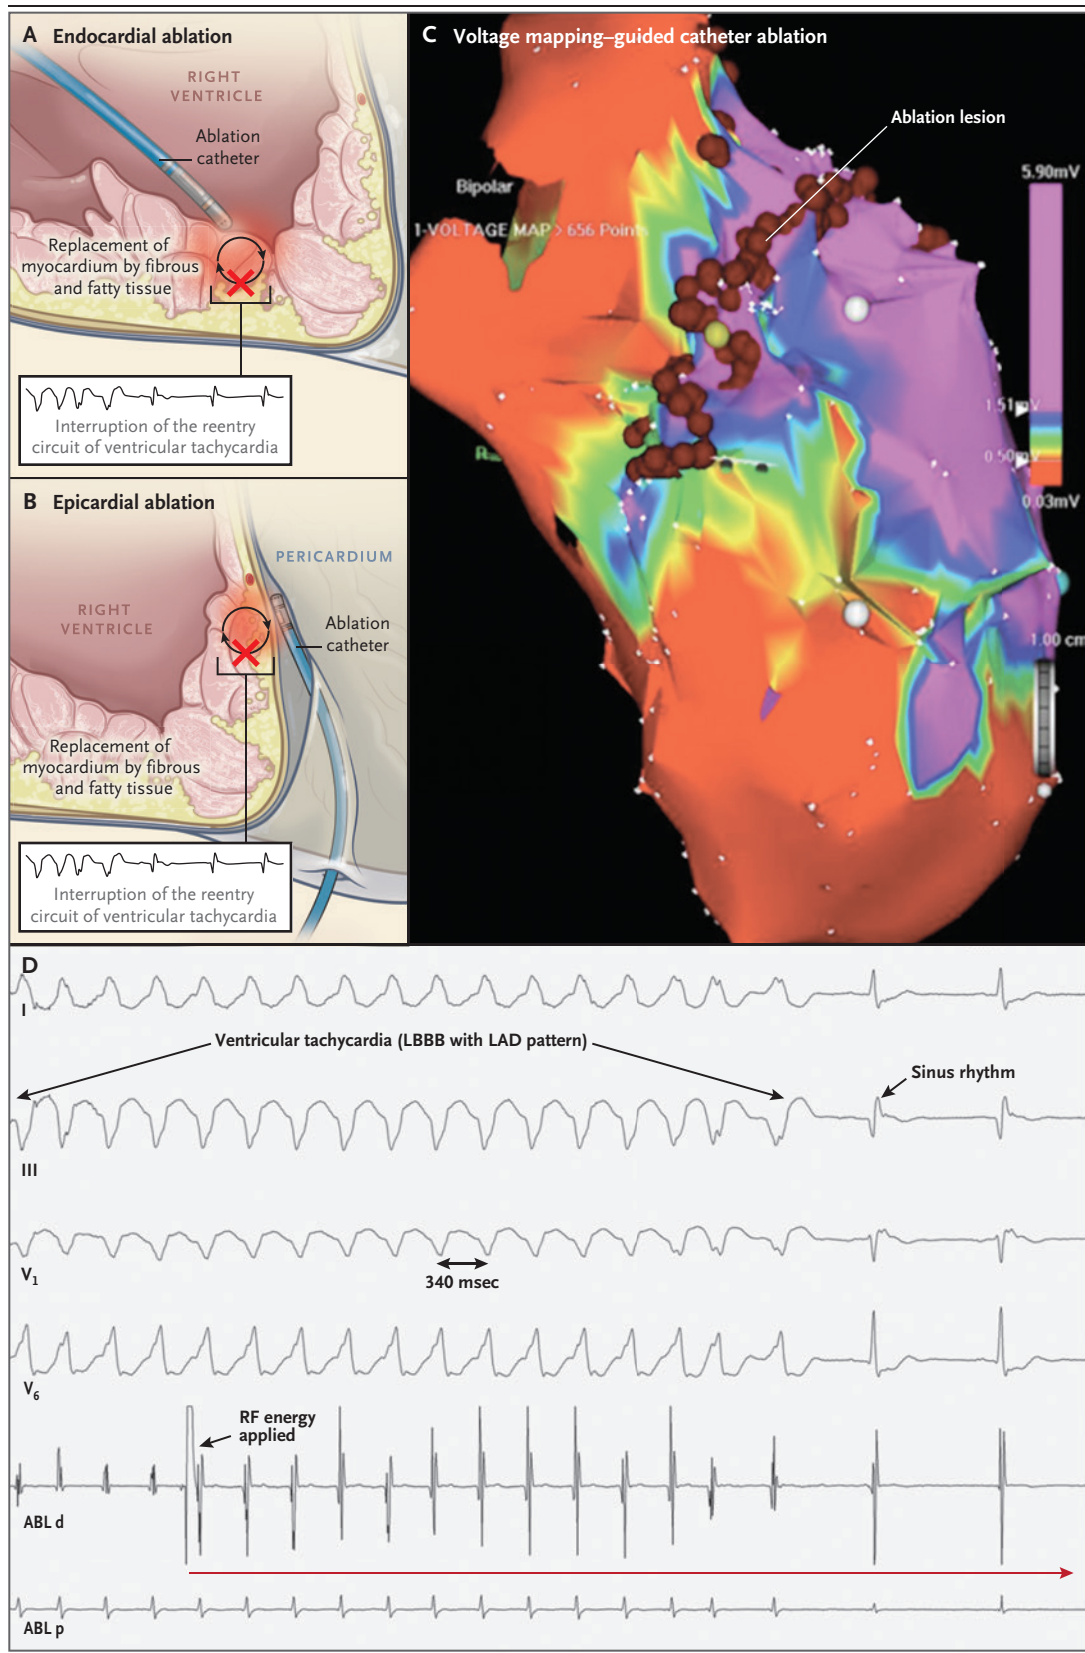 A Endocardial ablation
RIGHT
VENTRICLE
Ablation
catheter
Replacement of
myocardium by fibrous
and fatty tissue
Interruption of the reentry
circuit of ventricular tachycardia
B Epicardial ablation
PERICARDIUM
RIGHT
VENTRICLE
Ablation
catheter
Replacement of
myocardium by fibrous
and fatty tissue
Interruption of the reentry
circuit of ventricular tachycardia
C Voltage mapping–guided catheter ablation
Ablation lesion
Bipolar
1-VOLTAGE MAP > 656 Points
5.90mV
1.51mV
0.50mV
0.03mV
1.00 cm
D
I
Ventricular tachycardia (LBBB with LAD pattern)
Sinus rhythm
III
V1
340 msec
V6
RF energy
applied
ABL d
ABL p